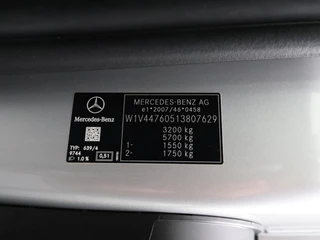 MERCEDES-BENZ AG
e1*2007/46*0458
W1V44760513807629
3200 kg
5700 kg
1- 1550 kg
2- 1750 kg
Mercedes-Benz
TYP: 639/4
9744
1.0 % 0,51